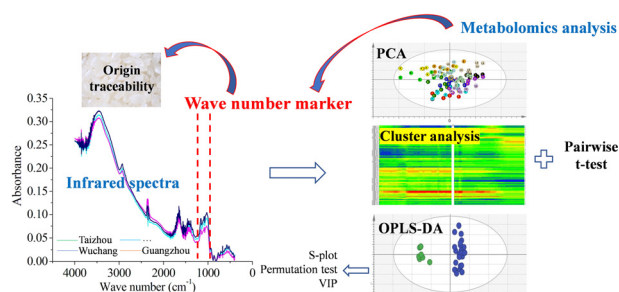 Metabolomics analysis
Origin
traceability
Wave number marker
PCA
0.35
0.30
0.25
0.20
0.15
0.10
0.05
0.00
Absorbance
Infrared spectra
Taizhou
...
Wuchang
Guangzhou
4000
3000
2000
1000
0
Wave number (cm⁻¹)
Cluster analysis
Pairwise
t-test
OPLS-DA
S-plot
Permutation test
VIP